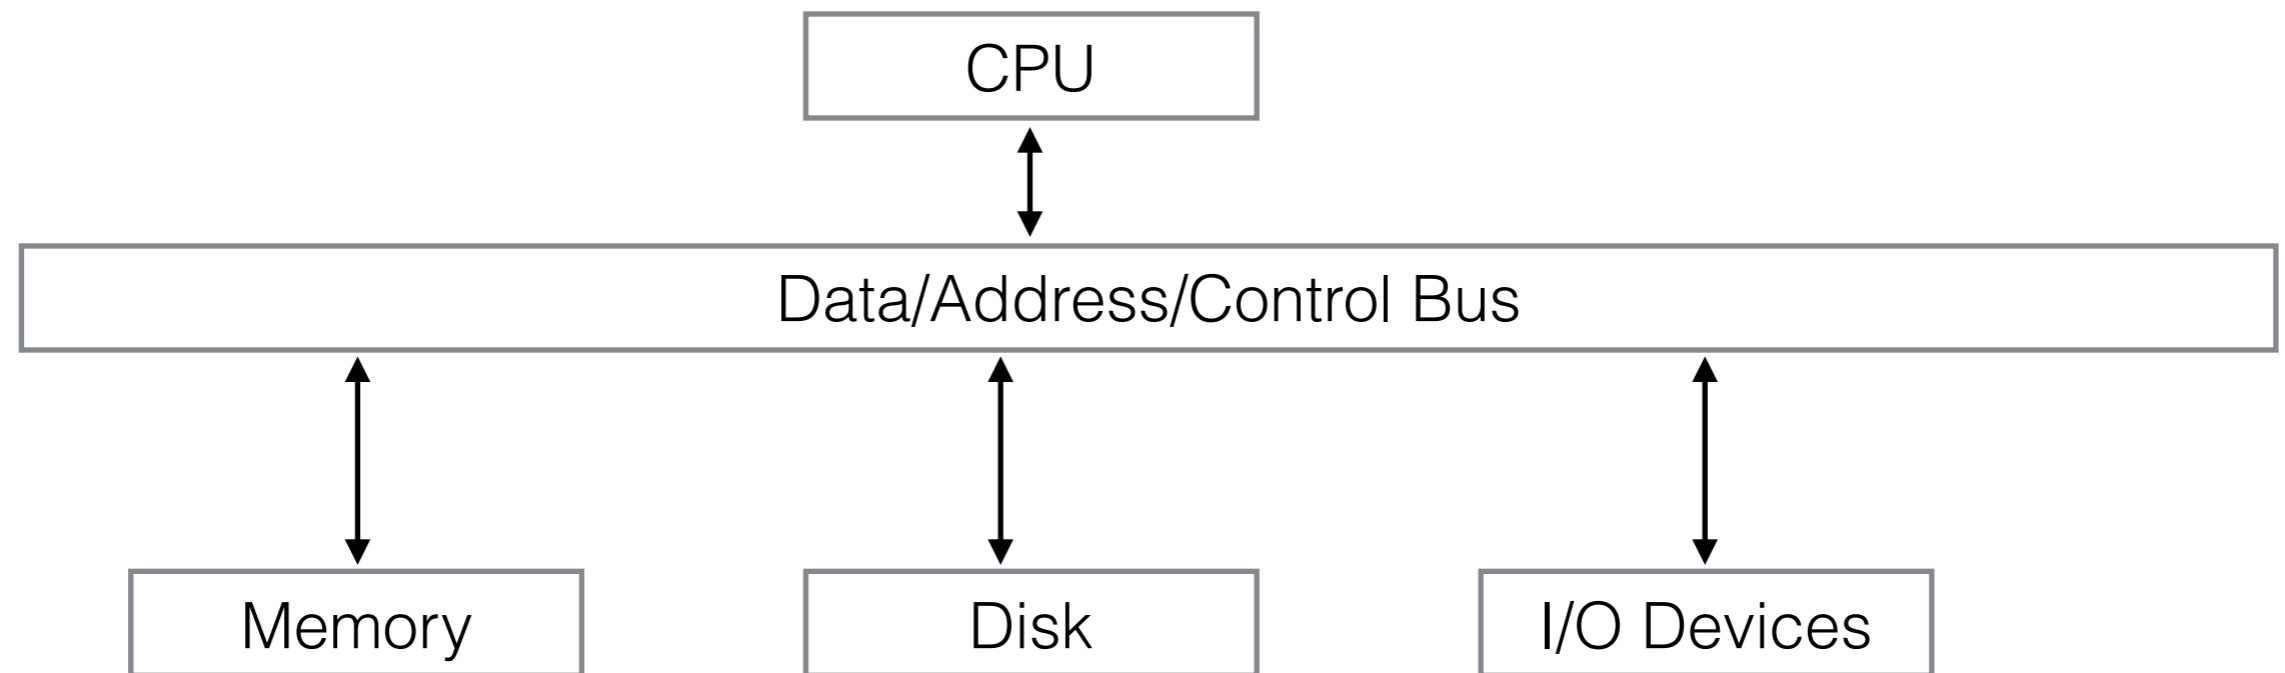 CPU
Data/Address/Control Bus
Memory
Disk
I/O Devices